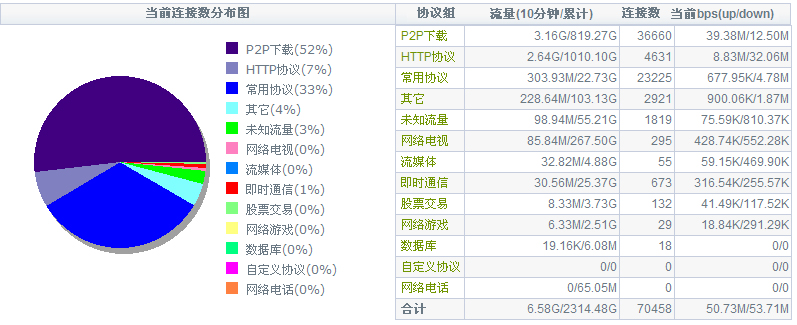 当前连接数分布图
P2P下载(52%)
HTTP协议(7%)
常用协议(33%)
其它(4%)
未知流量(3%)
网络电视(0%)
流媒体(0%)
即时通信(1%)
股票交易(0%)
网络游戏(0%)
数据库(0%)
自定义协议(0%)
网络电话(0%)
协议组 流量(10分钟/累计) 连接数 当前bps(up/down)
P2P下载 3.16G/819.27G 36660 39.38M/12.50M
HTTP协议 2.64G/1010.10G 4631 8.83M/32.06M
常用协议 303.93M/22.73G 23225 677.95K/4.78M
其它 228.64M/103.13G 2921 900.06K/1.87M
未知流量 98.94M/55.21G 1819 75.59K/810.37K
网络电视 85.84M/267.50G 295 428.74K/552.28K
流媒体 32.82M/4.88G 55 59.15K/469.90K
即时通信 30.56M/25.37G 673 316.54K/255.57K
股票交易 8.33M/3.73G 132 41.49K/117.52K
网络游戏 6.33M/2.51G 29 18.84K/291.29K
数据库 19.16K/6.08M 18 0/0
自定义协议 0/0 0 0/0
网络电话 0/65.05M 0 0/0
合计 6.58G/2314.48G 70458 50.73M/53.71M